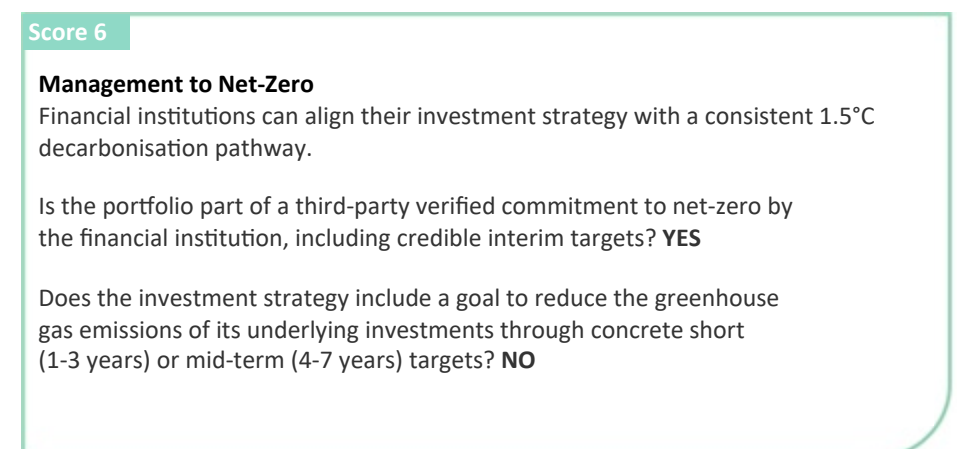 Score 6
Management to Net-Zero
Financial institutions can align their investment strategy with a consistent 1.5°C
decarbonisation pathway.
Is the portfolio part of a third-party verified commitment to net-zero by
the financial institution, including credible interim targets? YES
Does the investment strategy include a goal to reduce the greenhouse
gas emissions of its underlying investments through concrete short
(1-3 years) or mid-term (4-7 years) targets? NO